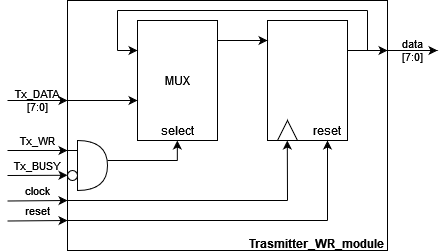 data
[7:0]
MUX
Tx_DATA
[7:0]
select
reset
Tx_WR
Tx_BUSY
clock
reset
Trasmitter_WR_module